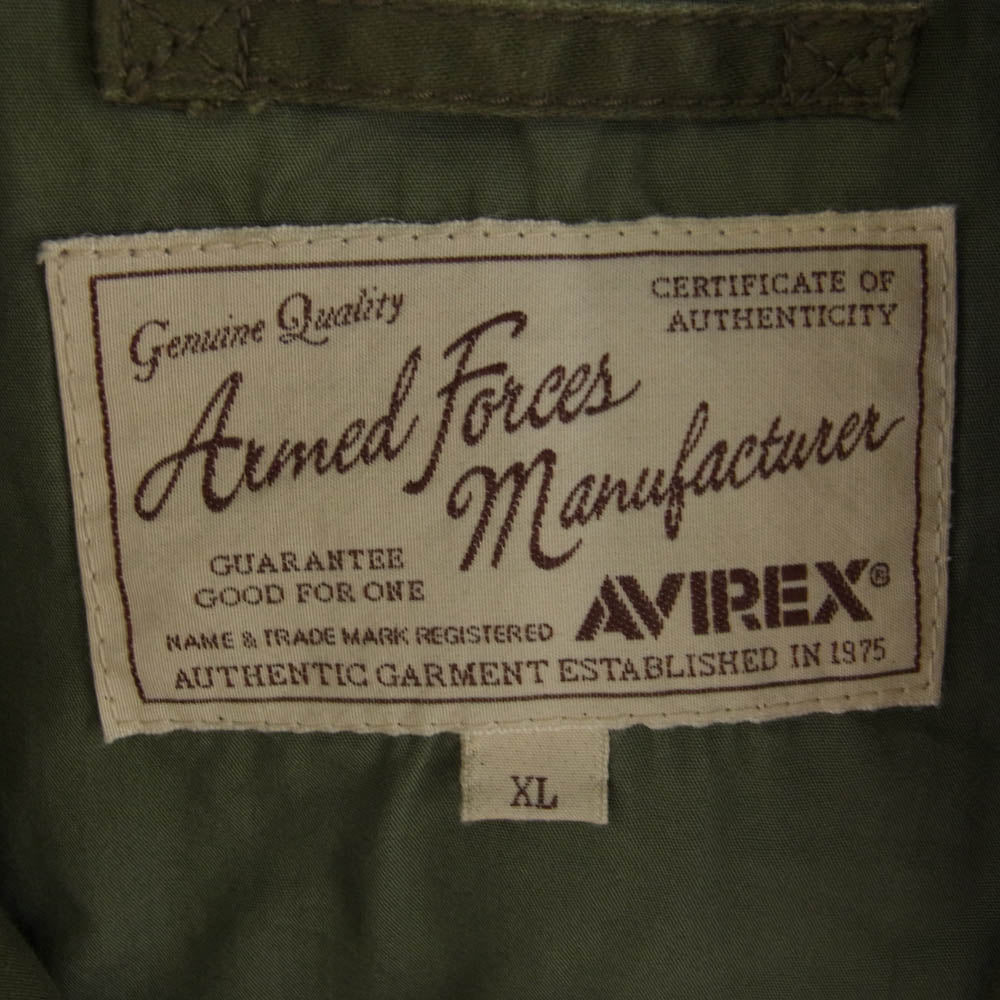 Genuine Quality
CERTIFICATE OF
AUTHENTICITY
Armed Forces
Manufacturer
GUARANTEE
GOOD FOR ONE
AVIREX®
NAME & TRADE MARK REGISTERED
AUTHENTIC GARMENT ESTABLISHED IN 1975
XL